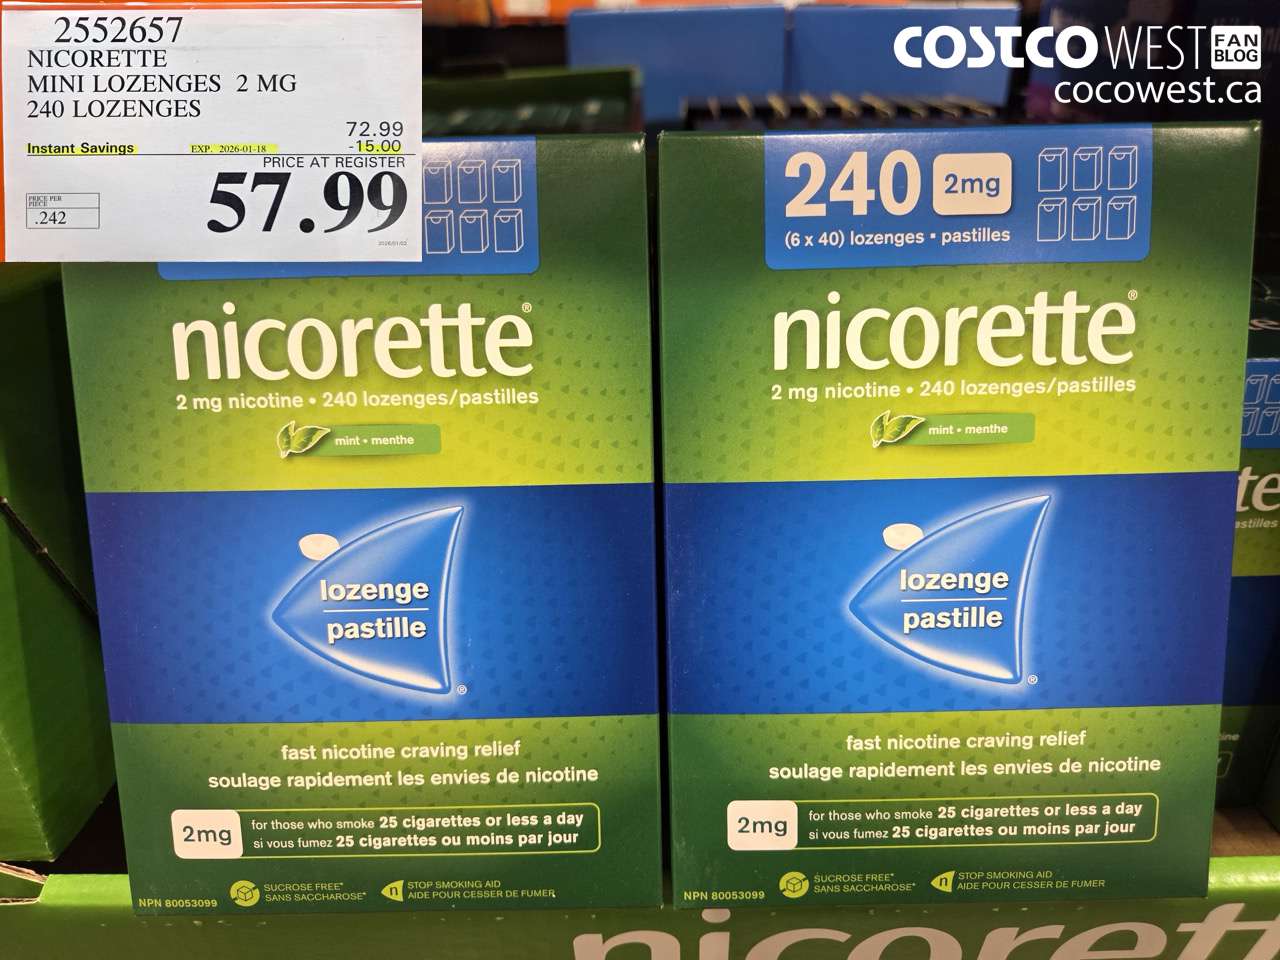 2552657
NICORETTE
MINI LOZENGES 2 MG
240 LOZENGES
72.99
Instant Savings EXP. 2026-01-18 -15.00
PRICE AT REGISTER
57.99
PRICE PER
PIECE
.242
2026/01/02
COSTCO WEST FAN BLOG
cocowest.ca
nicorette®
2 mg nicotine • 240 lozenges/pastilles
mint • menthe
lozenge
pastille
®
fast nicotine craving relief
soulage rapidement les envies de nicotine
2mg
for those who smoke 25 cigarettes or less a day
si vous fumez 25 cigarettes ou moins par jour
NPN 80053099
SUCROSE FREE*
SANS SACCHAROSE*
n
STOP SMOKING AID
AIDE POUR CESSER DE FUMER
240 2mg
(6 x 40) lozenges • pastilles
nicorette®
2 mg nicotine • 240 lozenges/pastilles
mint • menthe
lozenge
pastille
®
fast nicotine craving relief
soulage rapidement les envies de nicotine
2mg
for those who smoke 25 cigarettes or less a day
si vous fumez 25 cigarettes ou moins par jour
NPN 80053099
SUCROSE FREE*
SANS SACCHAROSE*
n
STOP SMOKING AID
AIDE POUR CESSER DE FUMER
te
astilles
nicorett